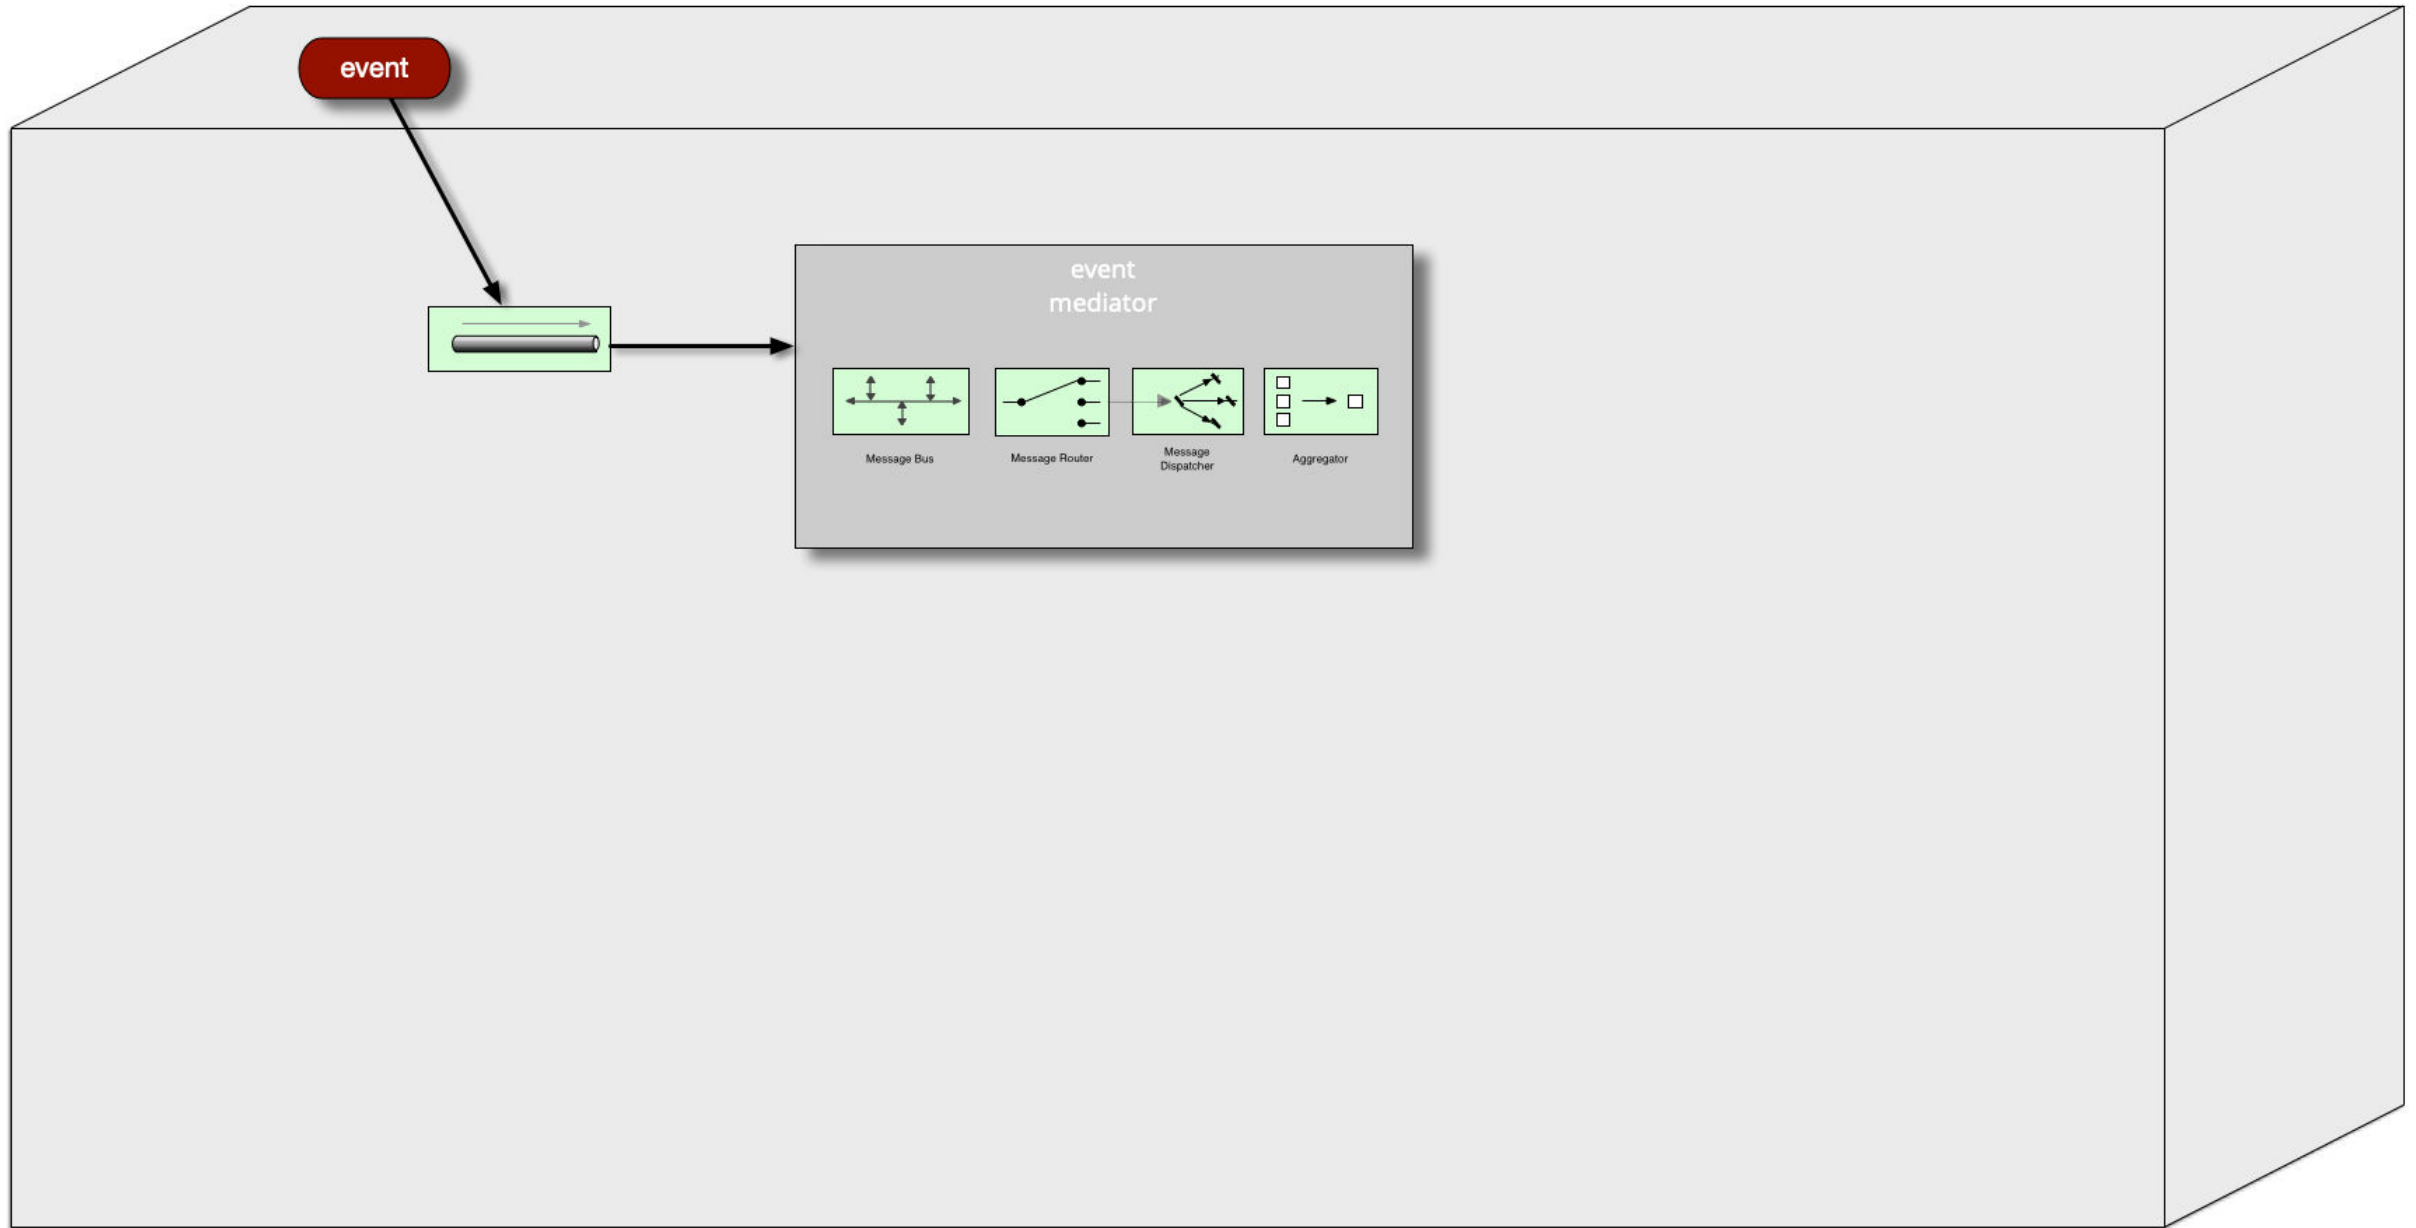 event
event
mediator
Message Bus
Message Router
Message
Dispatcher
Aggregator